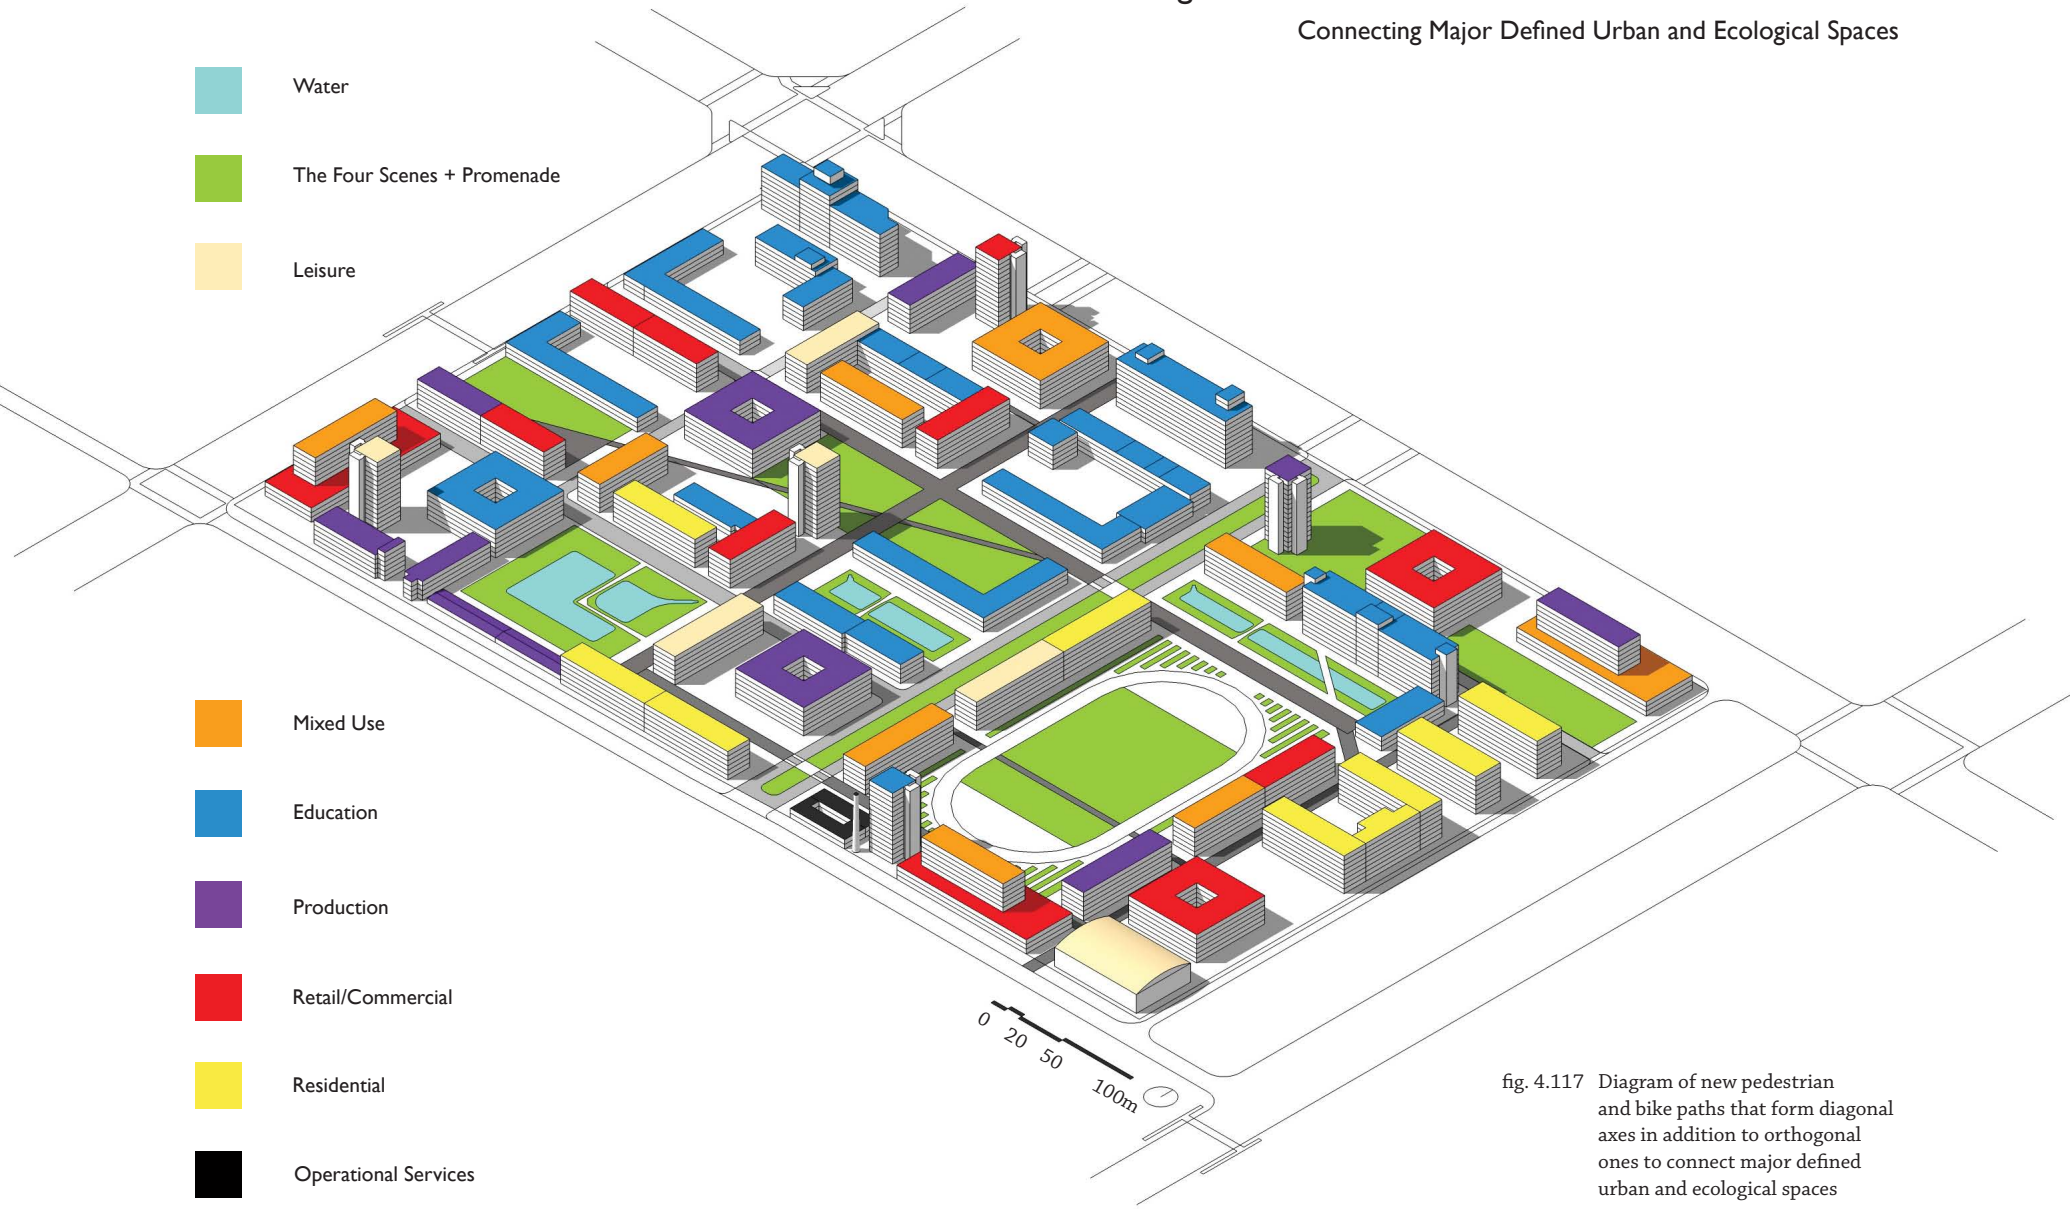 Connecting Major Defined Urban and Ecological Spaces
Water
The Four Scenes + Promenade
Leisure
Mixed Use
Education
Production
Retail/Commercial
Residential
Operational Services
0 20 50 100m
fig. 4.117 Diagram of new pedestrian
and bike paths that form diagonal
axes in addition to orthogonal
ones to connect major defined
urban and ecological spaces